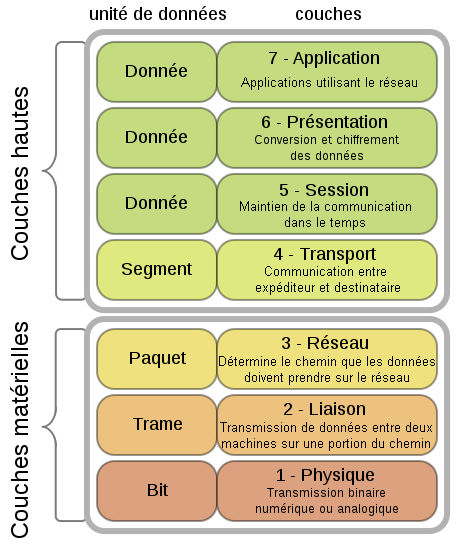 unité de données couches
Couches hautes
Donnée
7 - Application
Applications utilisant le réseau
Donnée
6 - Présentation
Conversion et chiffrement
des données
Donnée
5 - Session
Maintien de la communication
dans le temps
Segment
4 - Transport
Communication entre
expéditeur et destinataire
Couches matérielles
Paquet
3 - Réseau
Détermine le chemin que les données
doivent prendre sur le réseau
Trame
2 - Liaison
Transmission de données entre deux
machines sur une portion du chemin
Bit
1 - Physique
Transmission binaire
numérique ou analogique